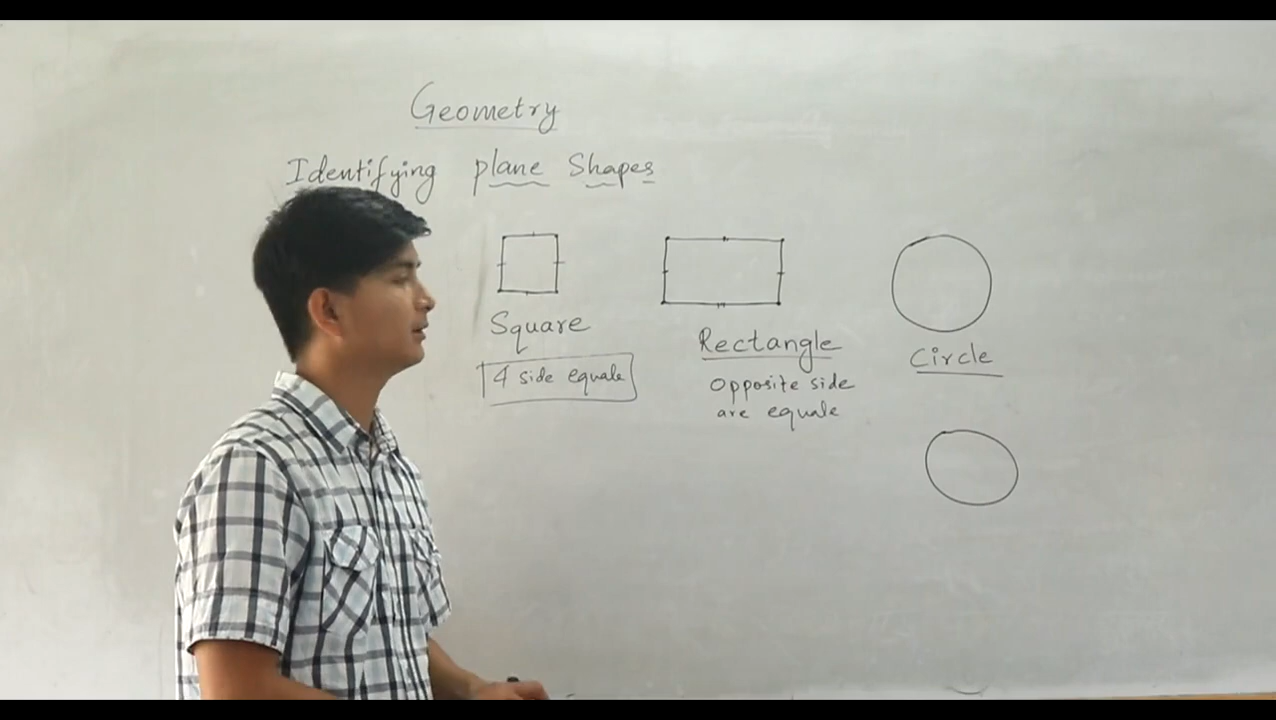 Geometry
Identifying plane Shapes
Square
4 side equale
Rectangle
Opposite side
are equale
Circle